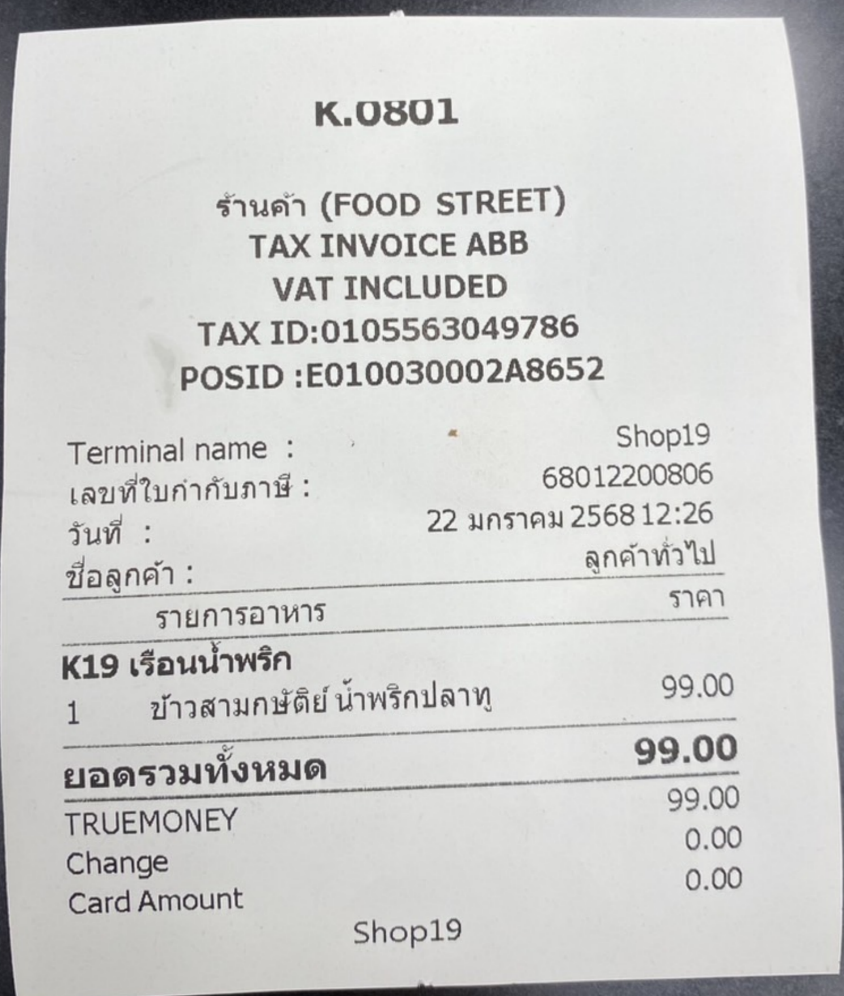 K.0801
ร้านค้า (FOOD STREET)
TAX INVOICE ABB
VAT INCLUDED
TAX ID:0105563049786
POSID :E010030002A8652
Terminal name : Shop19
เลขที่ใบกำกับภาษี : 68012200806
วันที่ : 22 มกราคม 2568 12:26
ชื่อลูกค้า : ลูกค้าทั่วไป
รายการอาหาร ราคา
K19 เรือนน้ำพริก
1 ข้าวสามกษัติย์ น้ำพริกปลาทู 99.00
ยอดรวมทั้งหมด 99.00
TRUEMONEY 99.00
Change 0.00
Card Amount 0.00
Shop19